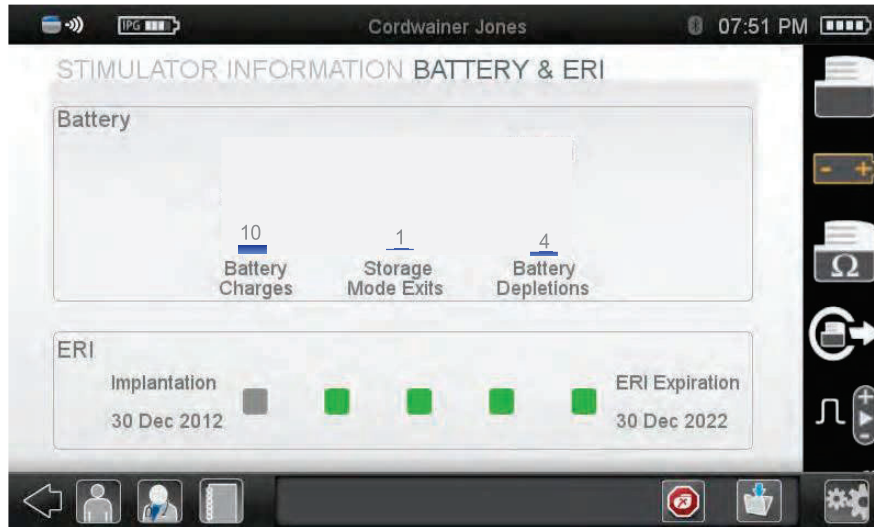 IPG
Cordwainer Jones
07:51 PM
STIMULATOR INFORMATION BATTERY & ERI
Battery
10
1
4
Battery
Charges
Storage
Mode Exits
Battery
Depletions
ERI
Implantation
30 Dec 2012
ERI Expiration
30 Dec 2022
- +
Ω
+
-